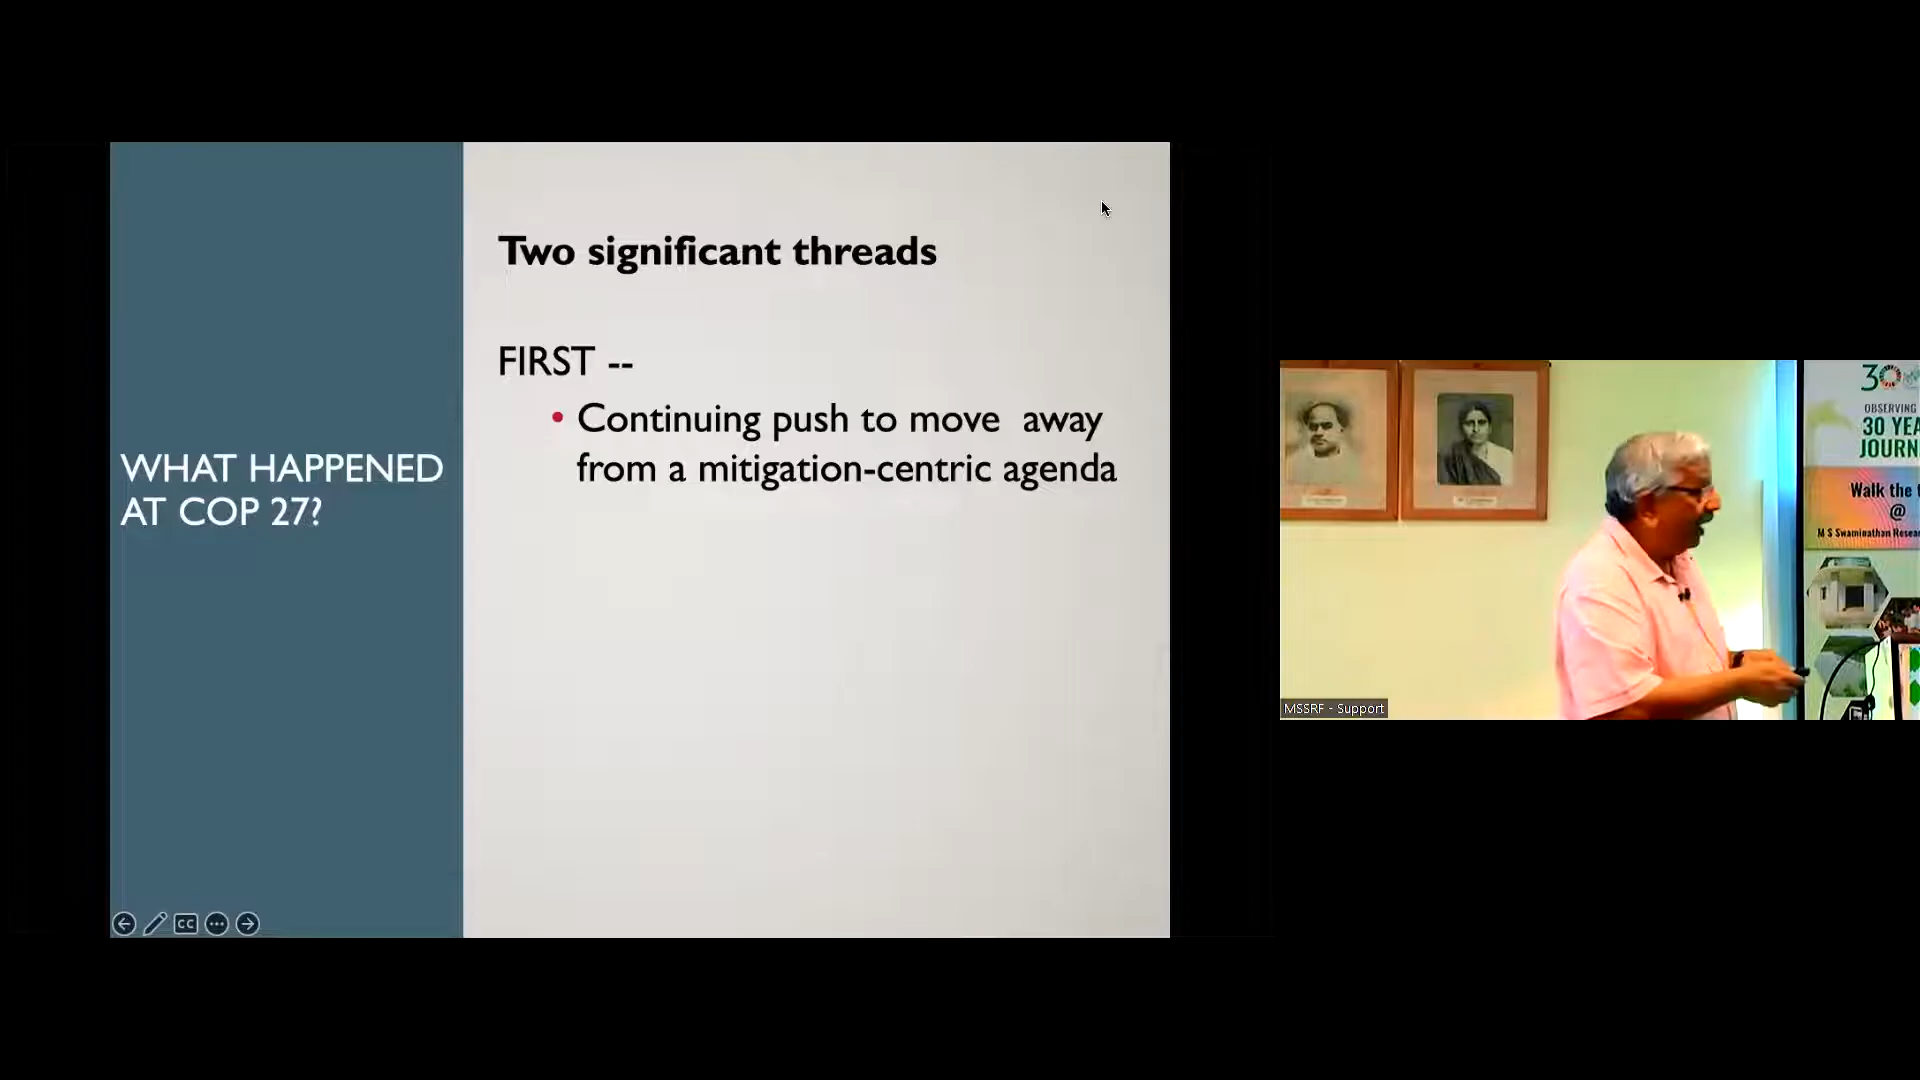 Two significant threads
FIRST --
• Continuing push to move away
from a mitigation-centric agenda
WHAT HAPPENED
AT COP 27?
CC
30
OBSERVING
30 YEA
JOURN
Walk the
@
M S Swaminathan Resea
MSSRF - Support